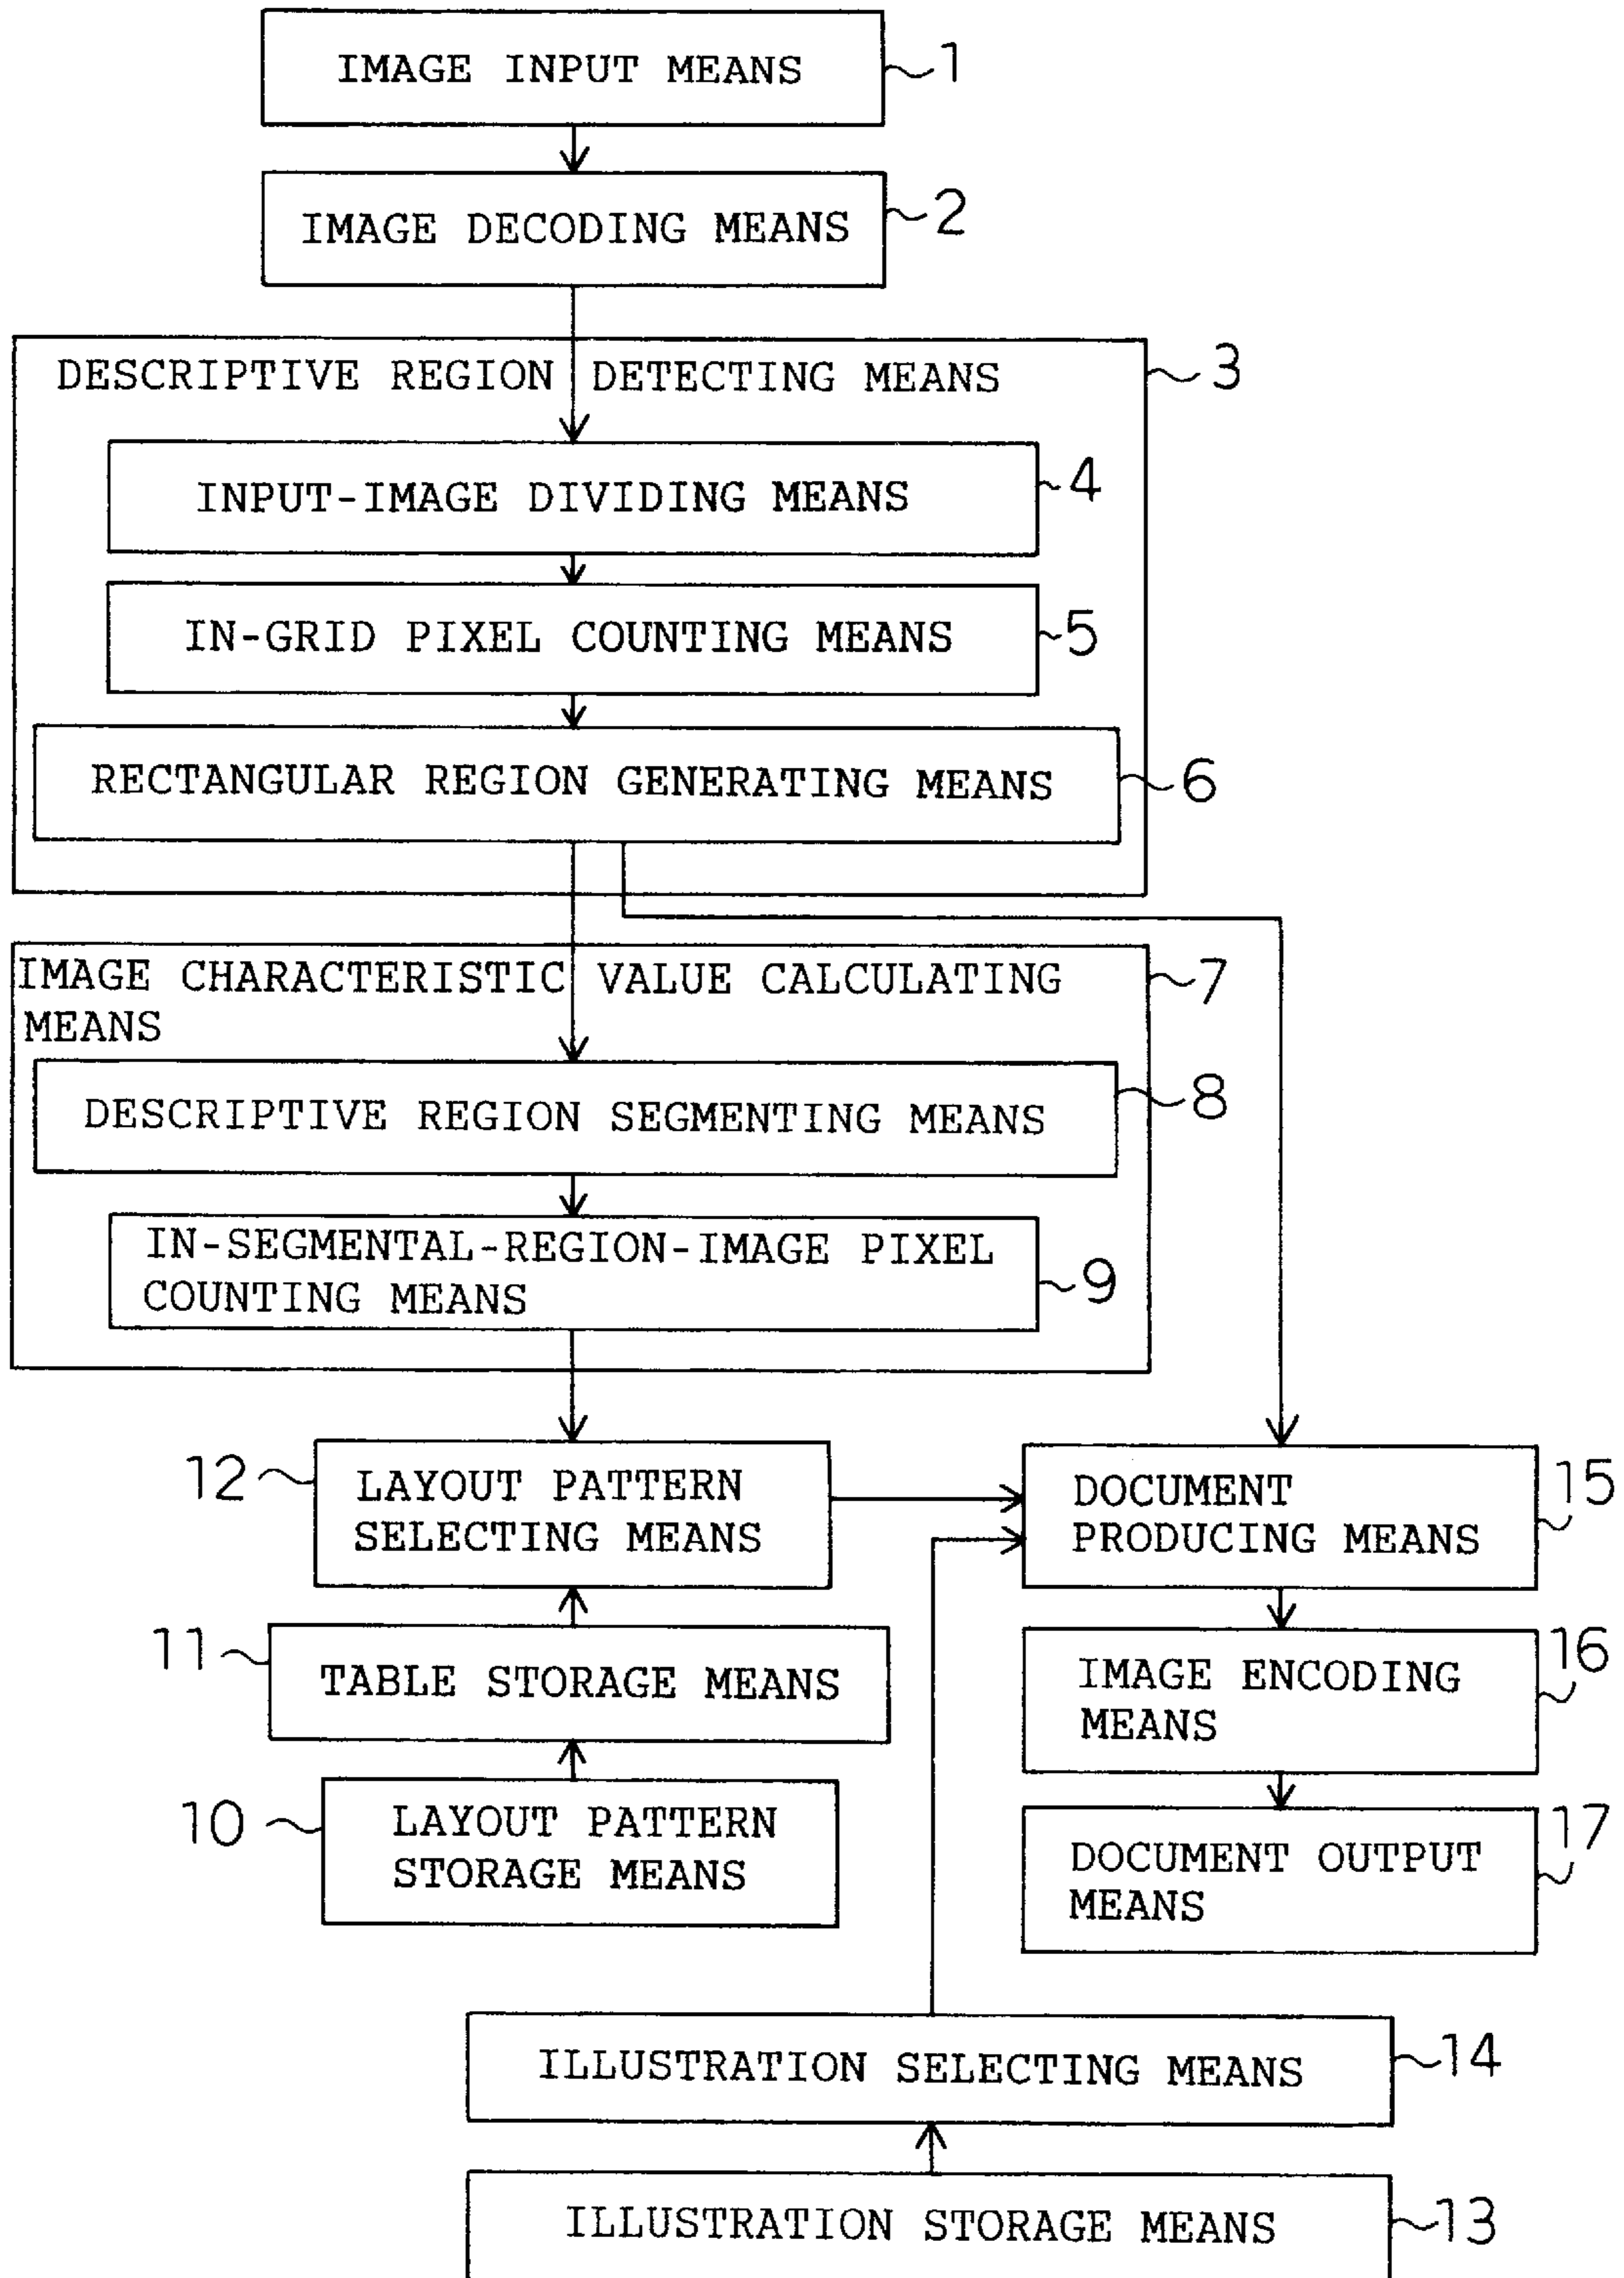 IMAGE INPUT MEANS
1
IMAGE DECODING MEANS
2
DESCRIPTIVE REGION DETECTING MEANS
3
INPUT-IMAGE DIVIDING MEANS
4
IN-GRID PIXEL COUNTING MEANS
5
RECTANGULAR REGION GENERATING MEANS
6
IMAGE CHARACTERISTIC VALUE CALCULATING
MEANS
7
DESCRIPTIVE REGION SEGMENTING MEANS
8
IN-SEGMENTAL-REGION-IMAGE PIXEL
COUNTING MEANS
9
12
LAYOUT PATTERN
SELECTING MEANS
DOCUMENT
PRODUCING MEANS
15
11
TABLE STORAGE MEANS
IMAGE ENCODING
MEANS
16
10
LAYOUT PATTERN
STORAGE MEANS
DOCUMENT OUTPUT
MEANS
17
ILLUSTRATION SELECTING MEANS
14
ILLUSTRATION STORAGE MEANS
13